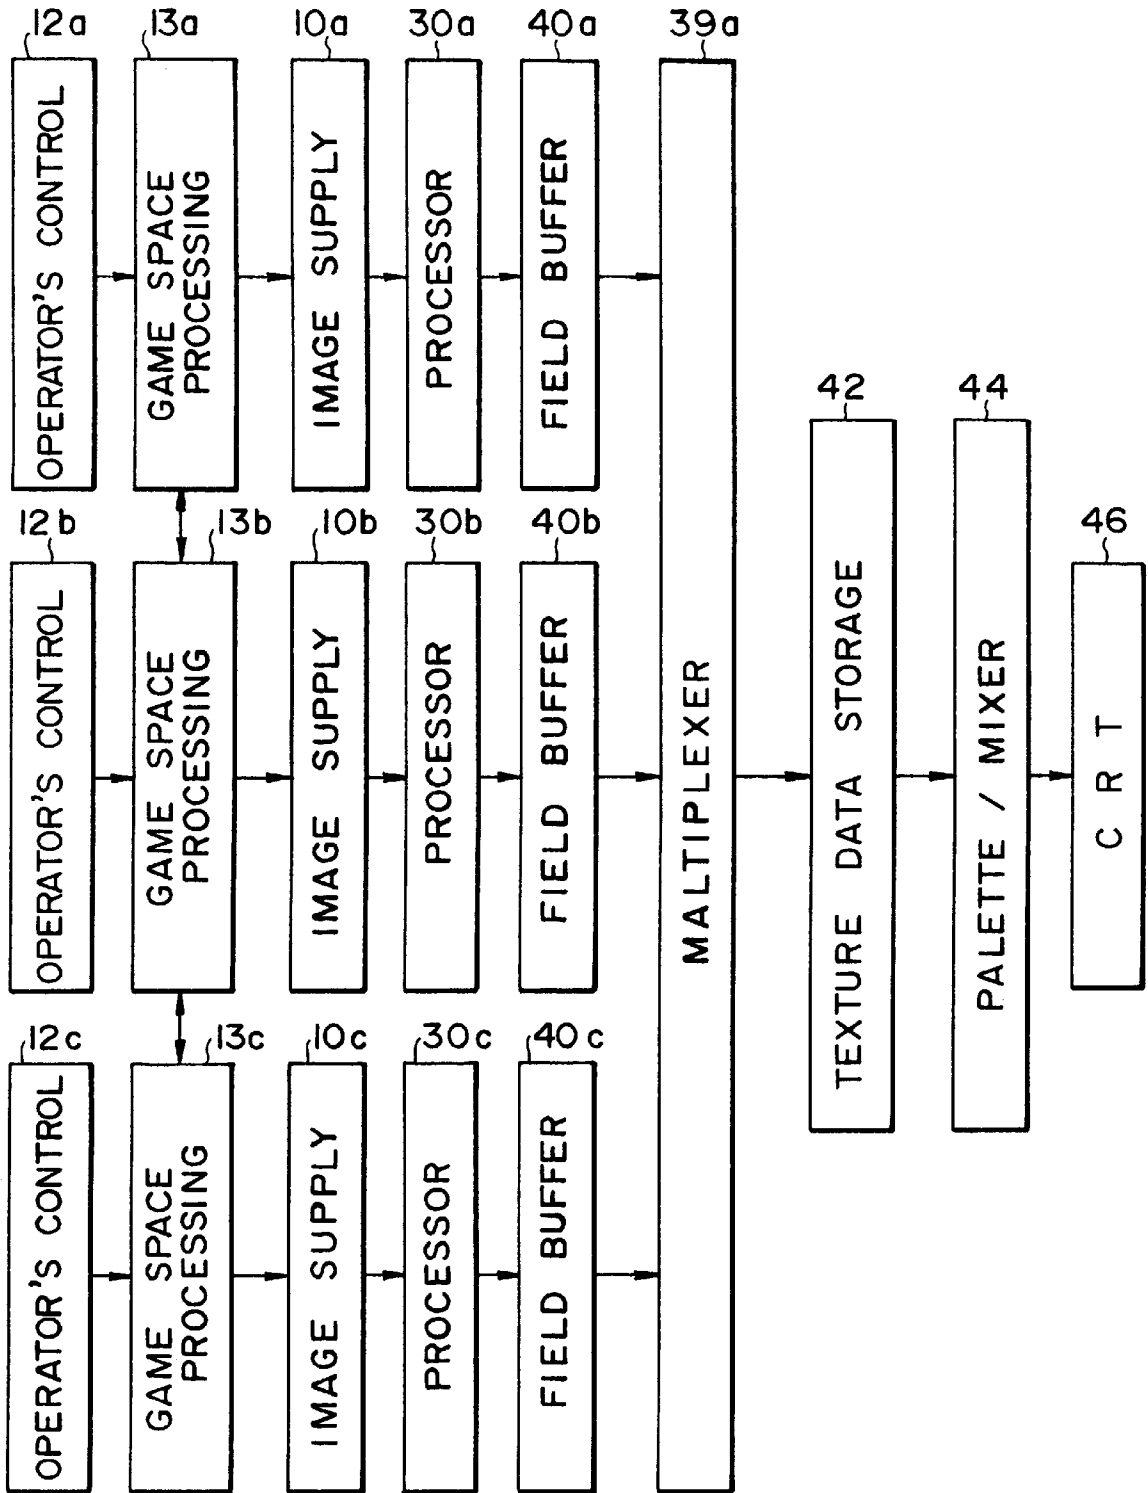 12a
OPERATOR'S CONTROL
13a
GAME SPACE
PROCESSING
10a
IMAGE SUPPLY
30a
PROCESSOR
40a
FIELD BUFFER
39a
MALTIPLEXER
12b
OPERATOR'S CONTROL
13b
GAME SPACE
PROCESSING
10b
IMAGE SUPPLY
30b
PROCESSOR
40b
FIELD BUFFER
12c
OPERATOR'S CONTROL
13c
GAME SPACE
PROCESSING
10c
IMAGE SUPPLY
30c
PROCESSOR
40c
FIELD BUFFER
42
TEXTURE DATA STORAGE
44
PALETTE / MIXER
46
C R T